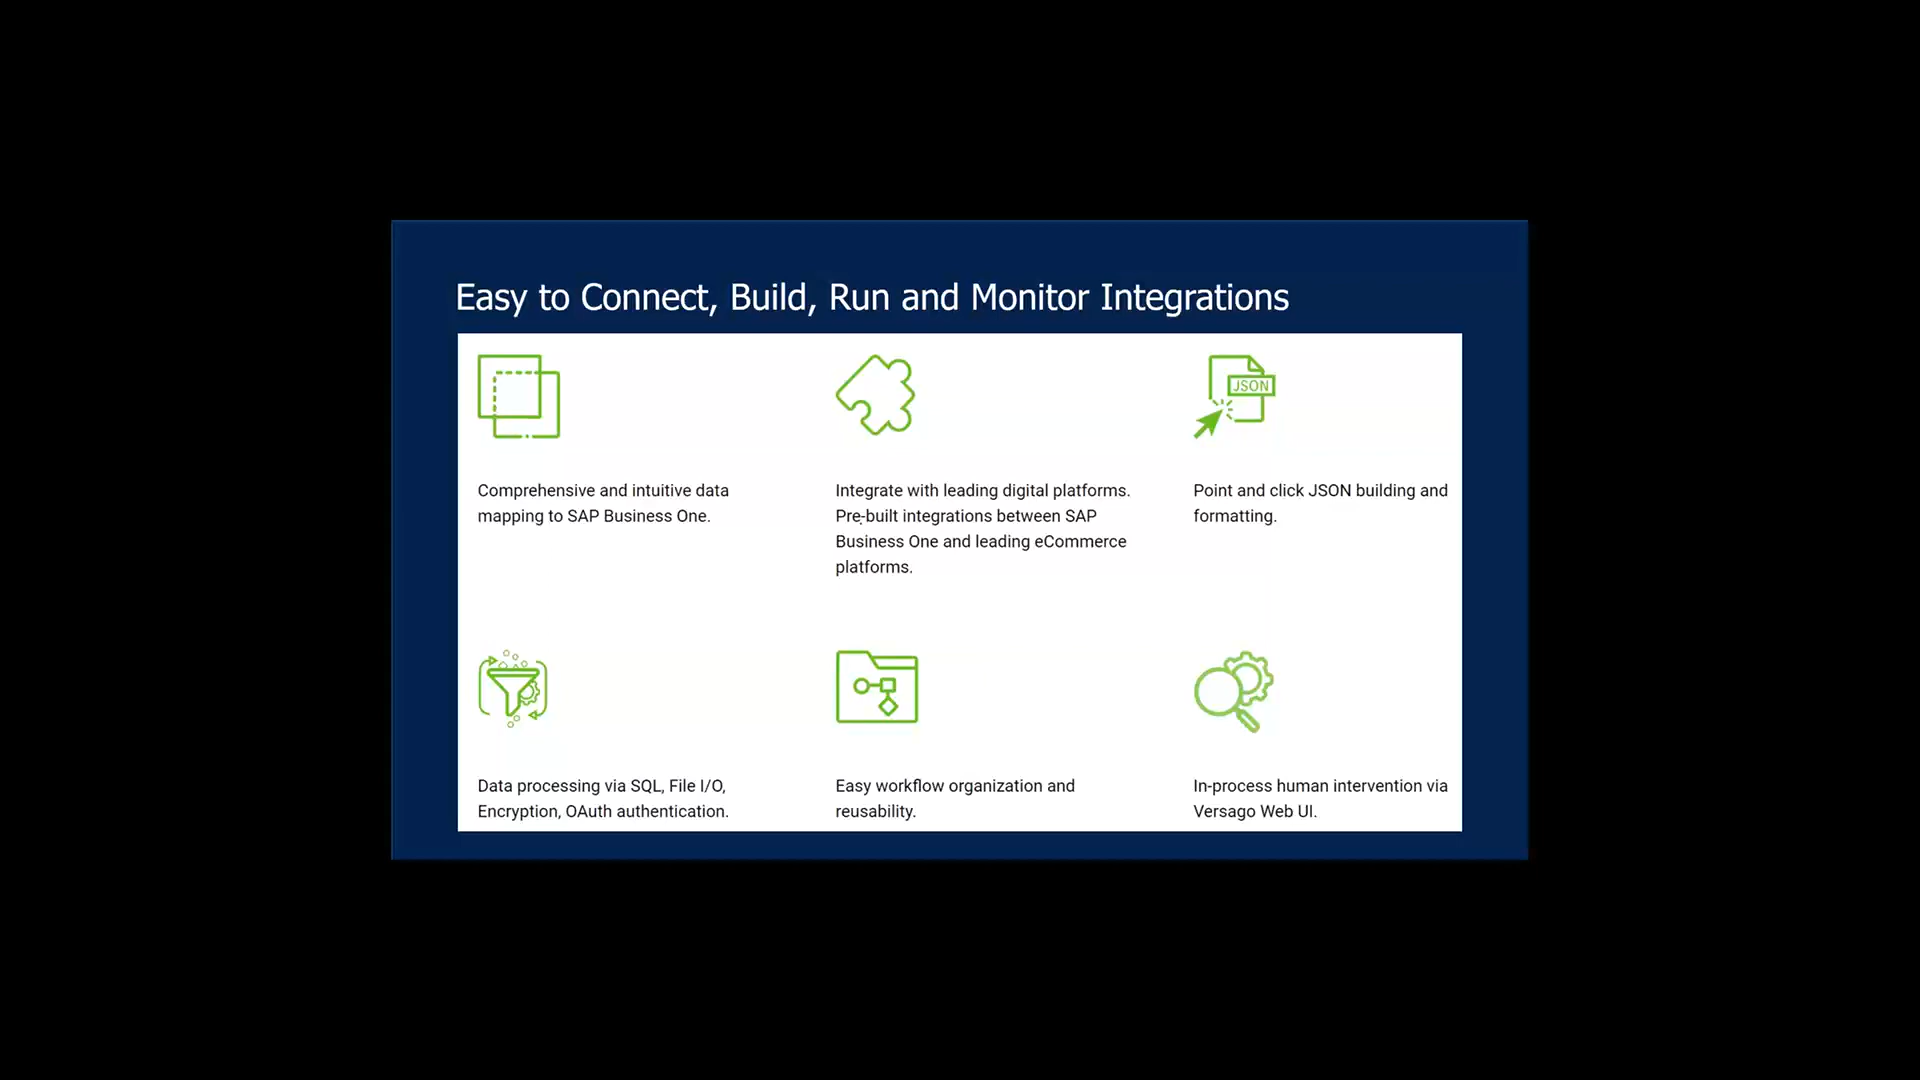 Easy to Connect, Build, Run and Monitor Integrations
Comprehensive and intuitive data
mapping to SAP Business One.
Integrate with leading digital platforms.
Pre-built integrations between SAP
Business One and leading eCommerce
platforms.
JSON
Point and click JSON building and
formatting.
Data processing via SQL, File I/O,
Encryption, OAuth authentication.
Easy workflow organization and
reusability.
In-process human intervention via
Versago Web UI.